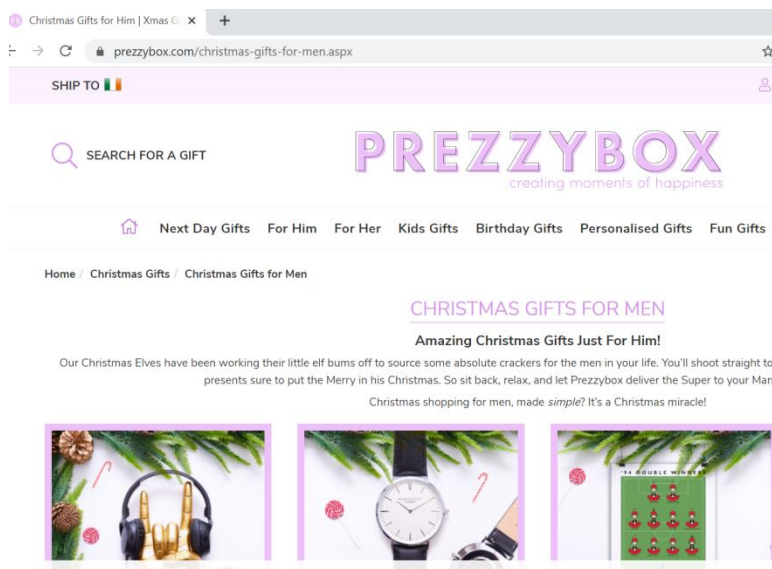 Christmas Gifts for Him | Xmas G
prezzybox.com/christmas-gifts-for-men.aspx
SHIP TO
SEARCH FOR A GIFT
PREZZYBOX
creating moments of happiness
Next Day Gifts For Him For Her Kids Gifts Birthday Gifts Personalised Gifts Fun Gifts
Home / Christmas Gifts / Christmas Gifts for Men
CHRISTMAS GIFTS FOR MEN
Amazing Christmas Gifts Just For Him!
Our Christmas Elves have been working their little elf bums off to source some absolute crackers for the men in your life. You'll shoot straight to
presents sure to put the Merry in his Christmas. So sit back, relax, and let Prezzybox deliver the Super to your Man
Christmas shopping for men, made simple? It's a Christmas miracle!
'94 DOUBLE WINNERS